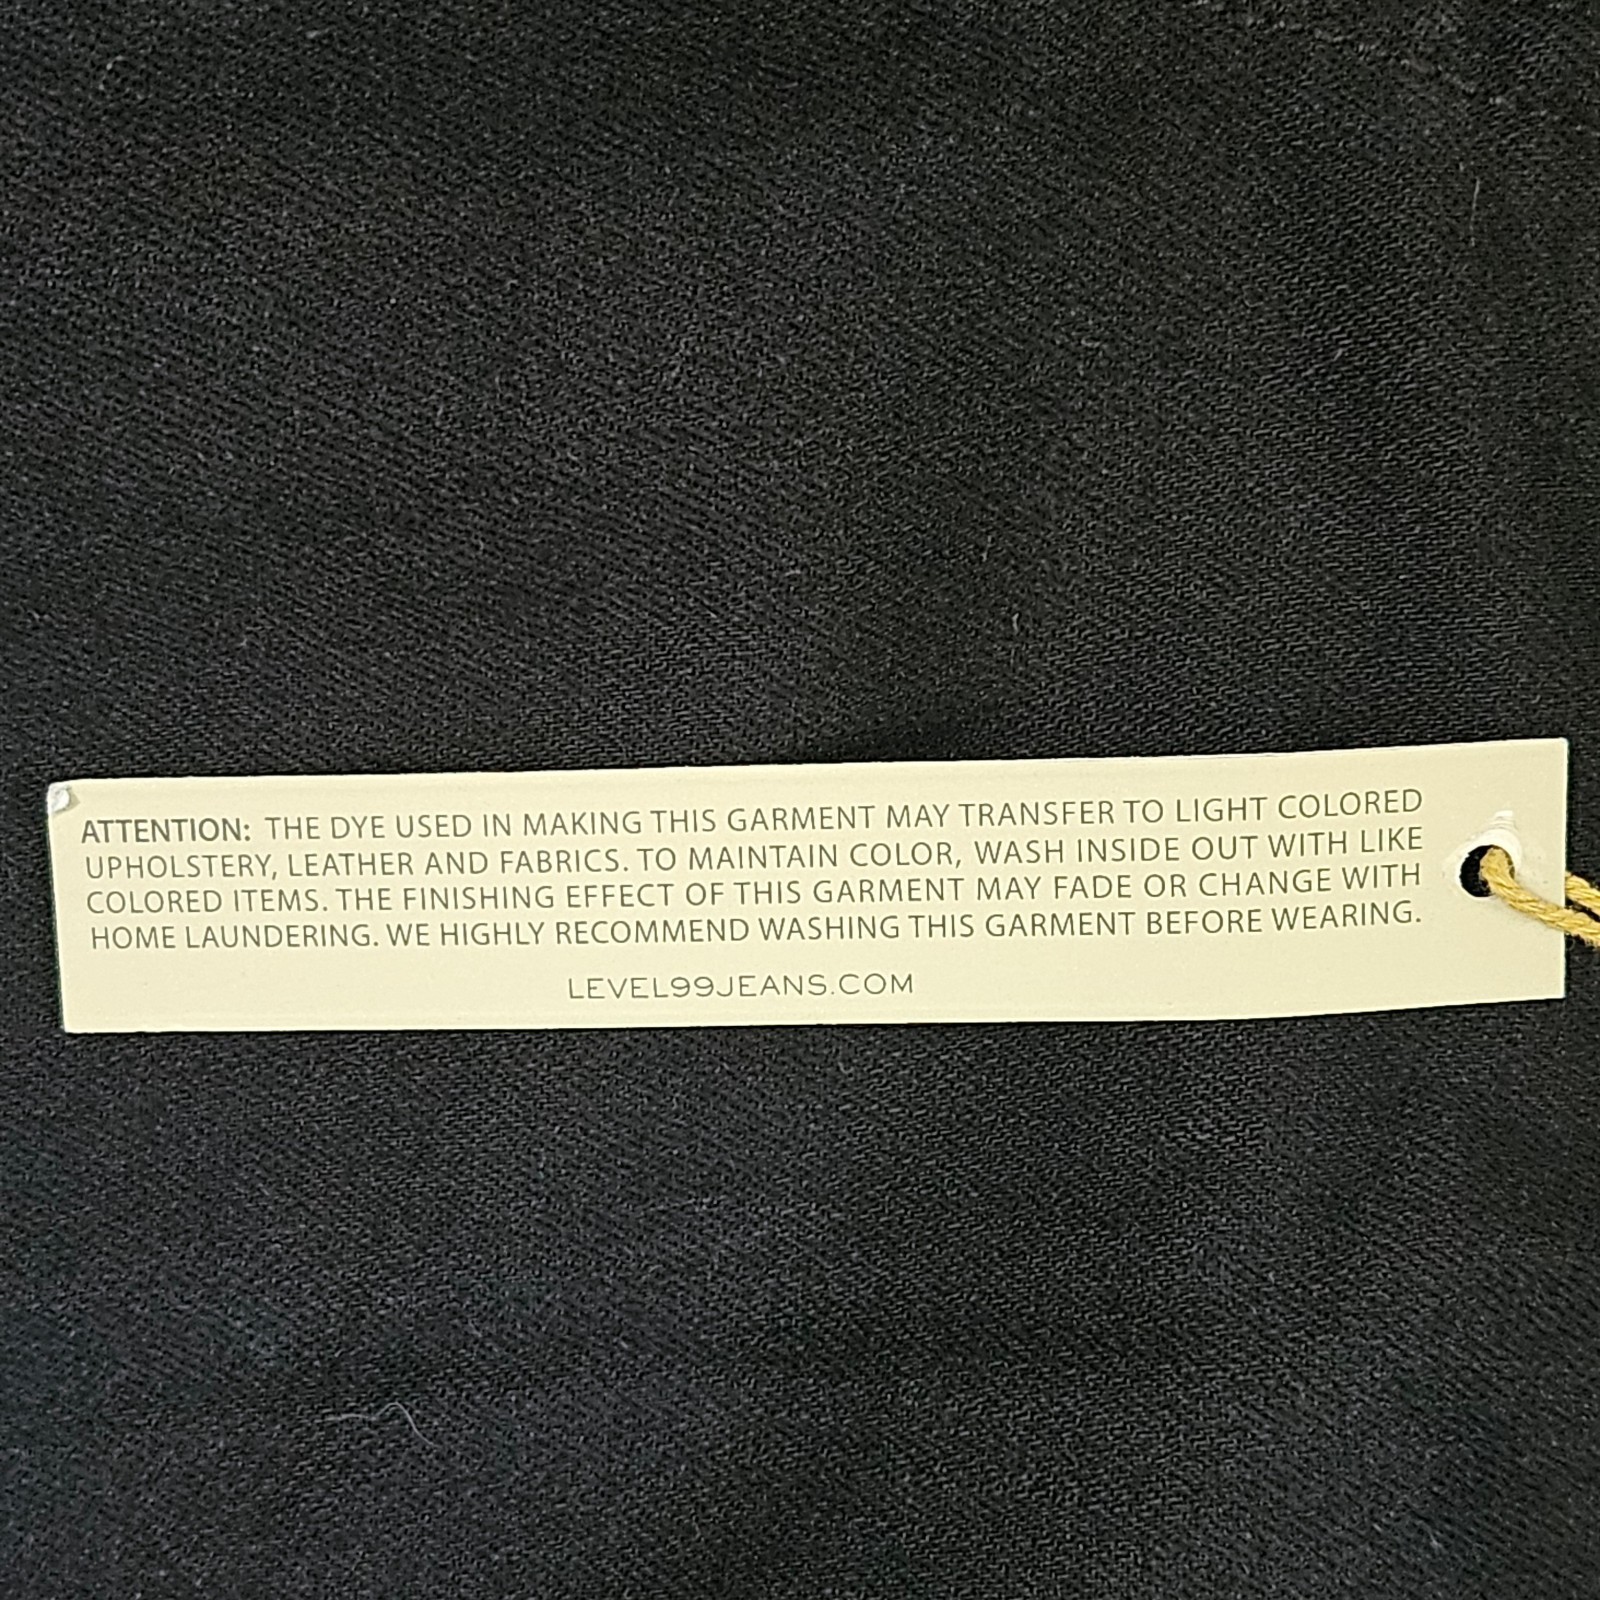 ATTENTION: THE DYE USED IN MAKING THIS GARMENT MAY TRANSFER TO LIGHT COLORED
UPHOLSTERY, LEATHER AND FABRICS. TO MAINTAIN COLOR, WASH INSIDE OUT WITH LIKE
COLORED ITEMS. THE FINISHING EFFECT OF THIS GARMENT MAY FADE OR CHANGE WITH
HOME LAUNDERING. WE HIGHLY RECOMMEND WASHING THIS GARMENT BEFORE WEARING.
LEVEL99JEANS.COM